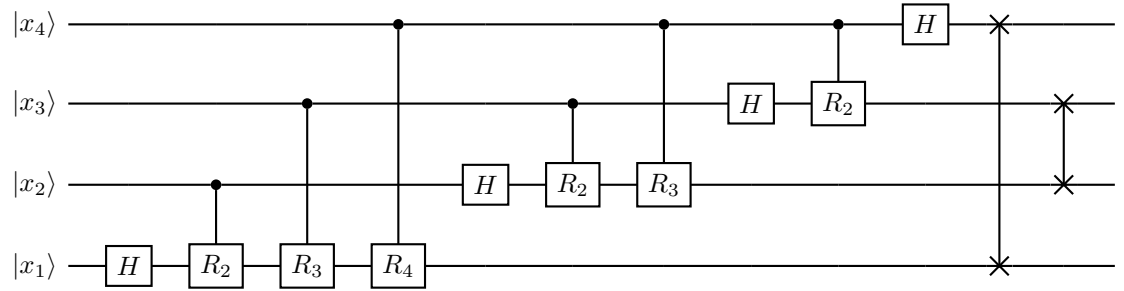 |x₄⟩ H
|x₃⟩ H R₂
|x₂⟩ H R₂ R₃
|x₁⟩ H R₂ R₃ R₄